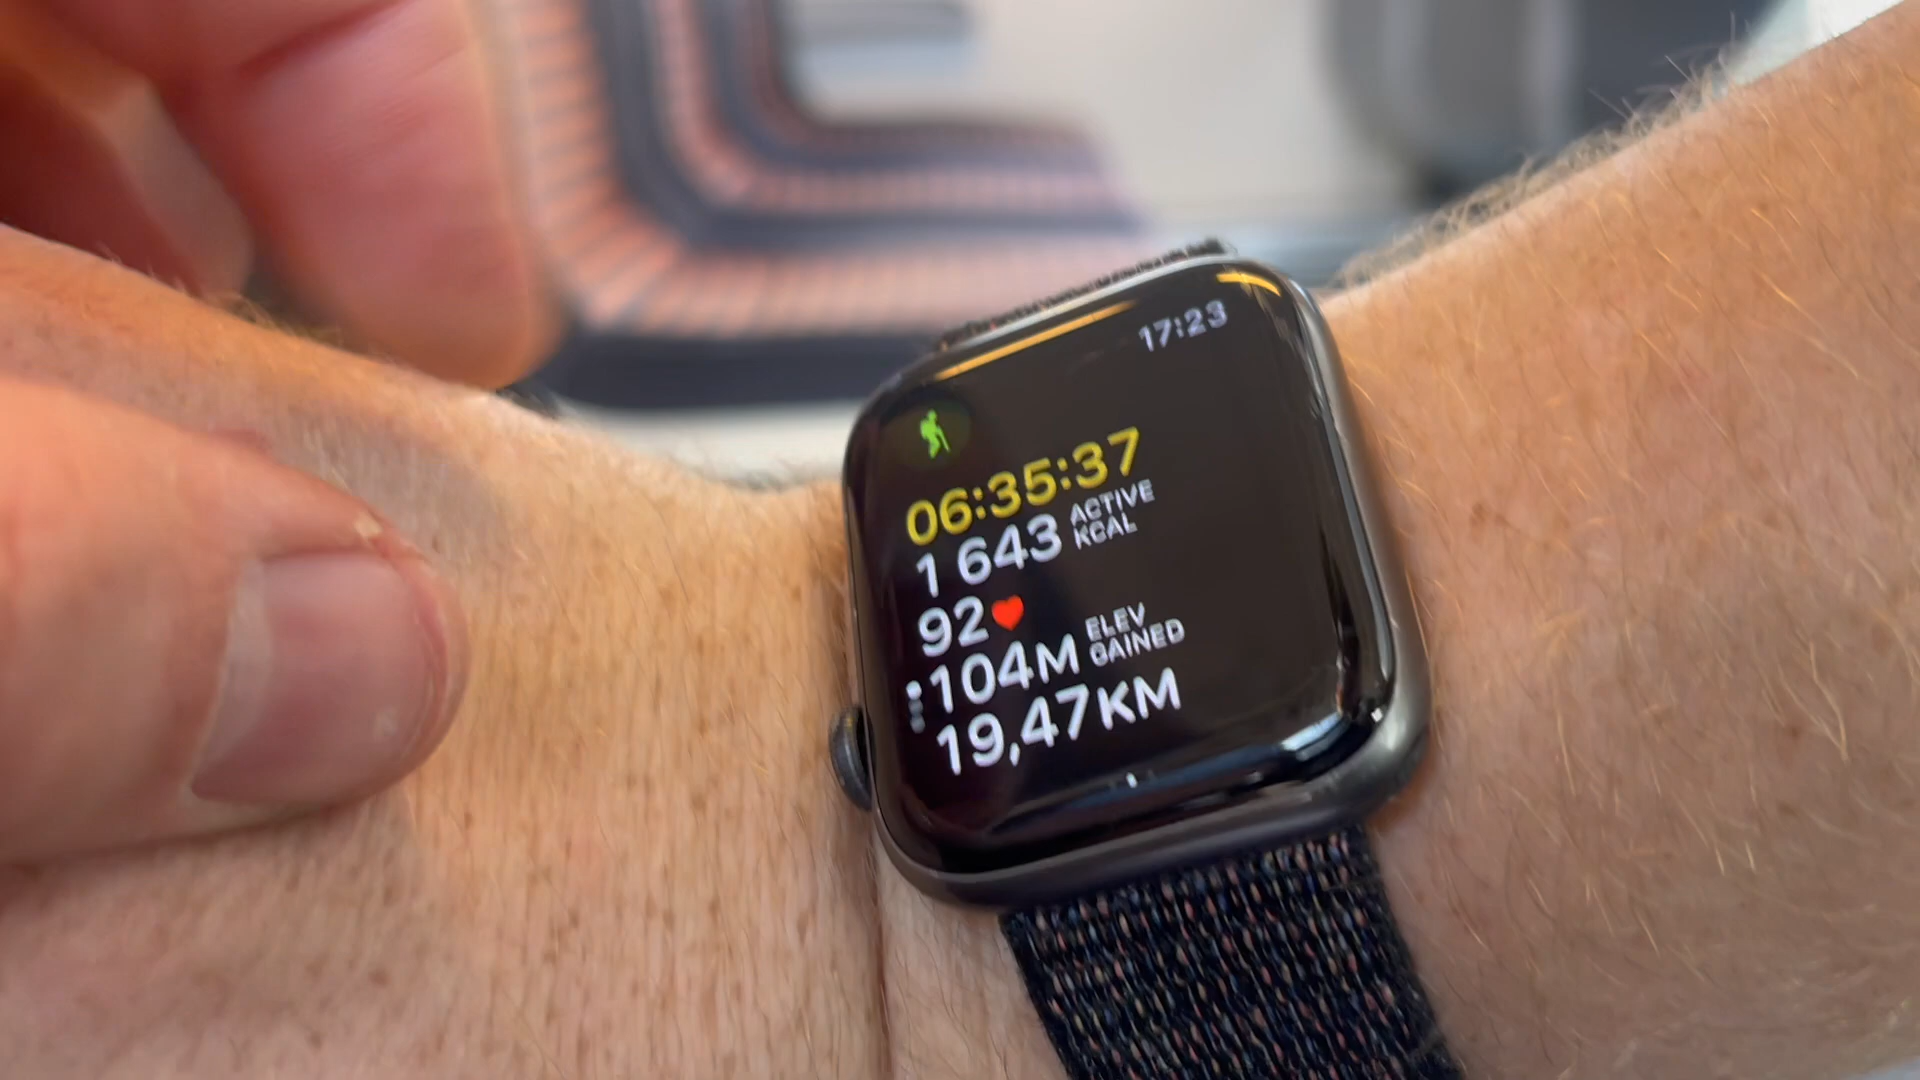 17:23
06:35:37
1 643 ACTIVE KCAL
92
104M ELEV GAINED
19,47KM